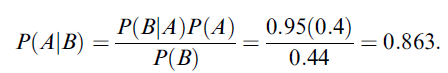 P(A|B) = P(B|A)P(A) / P(B) = 0.95(0.4) / 0.44 = 0.863.